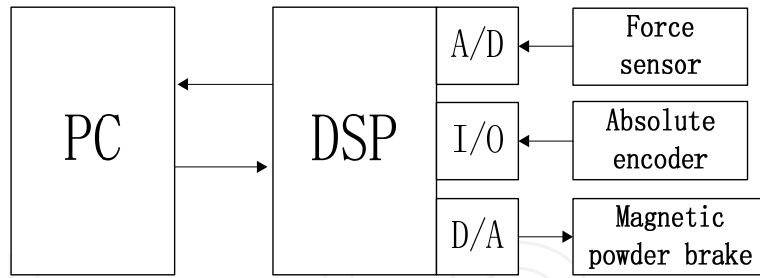 PC
DSP
A/D
Force
sensor
I/O
Absolute
encoder
D/A
Magnetic
powder brake